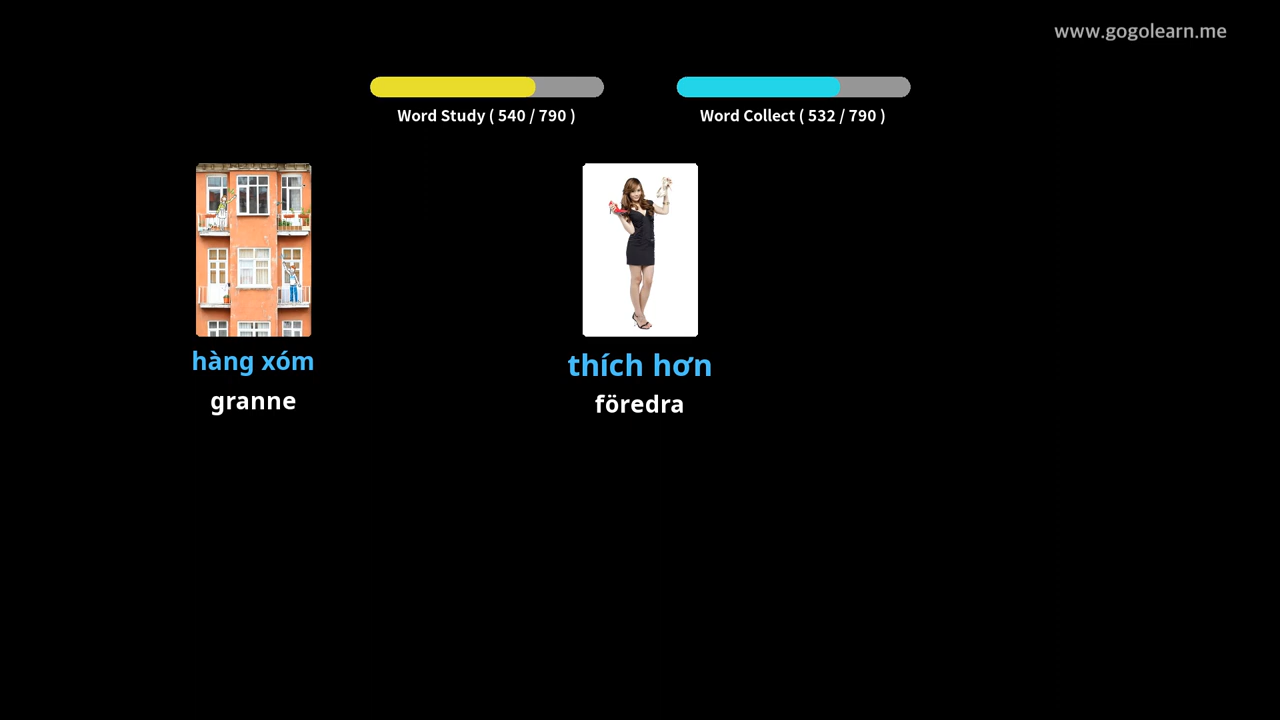 www.gogolearn.me
Word Study ( 540 / 790 )
Word Collect ( 532 / 790 )
hàng xóm
granne
thích hơn
föredra